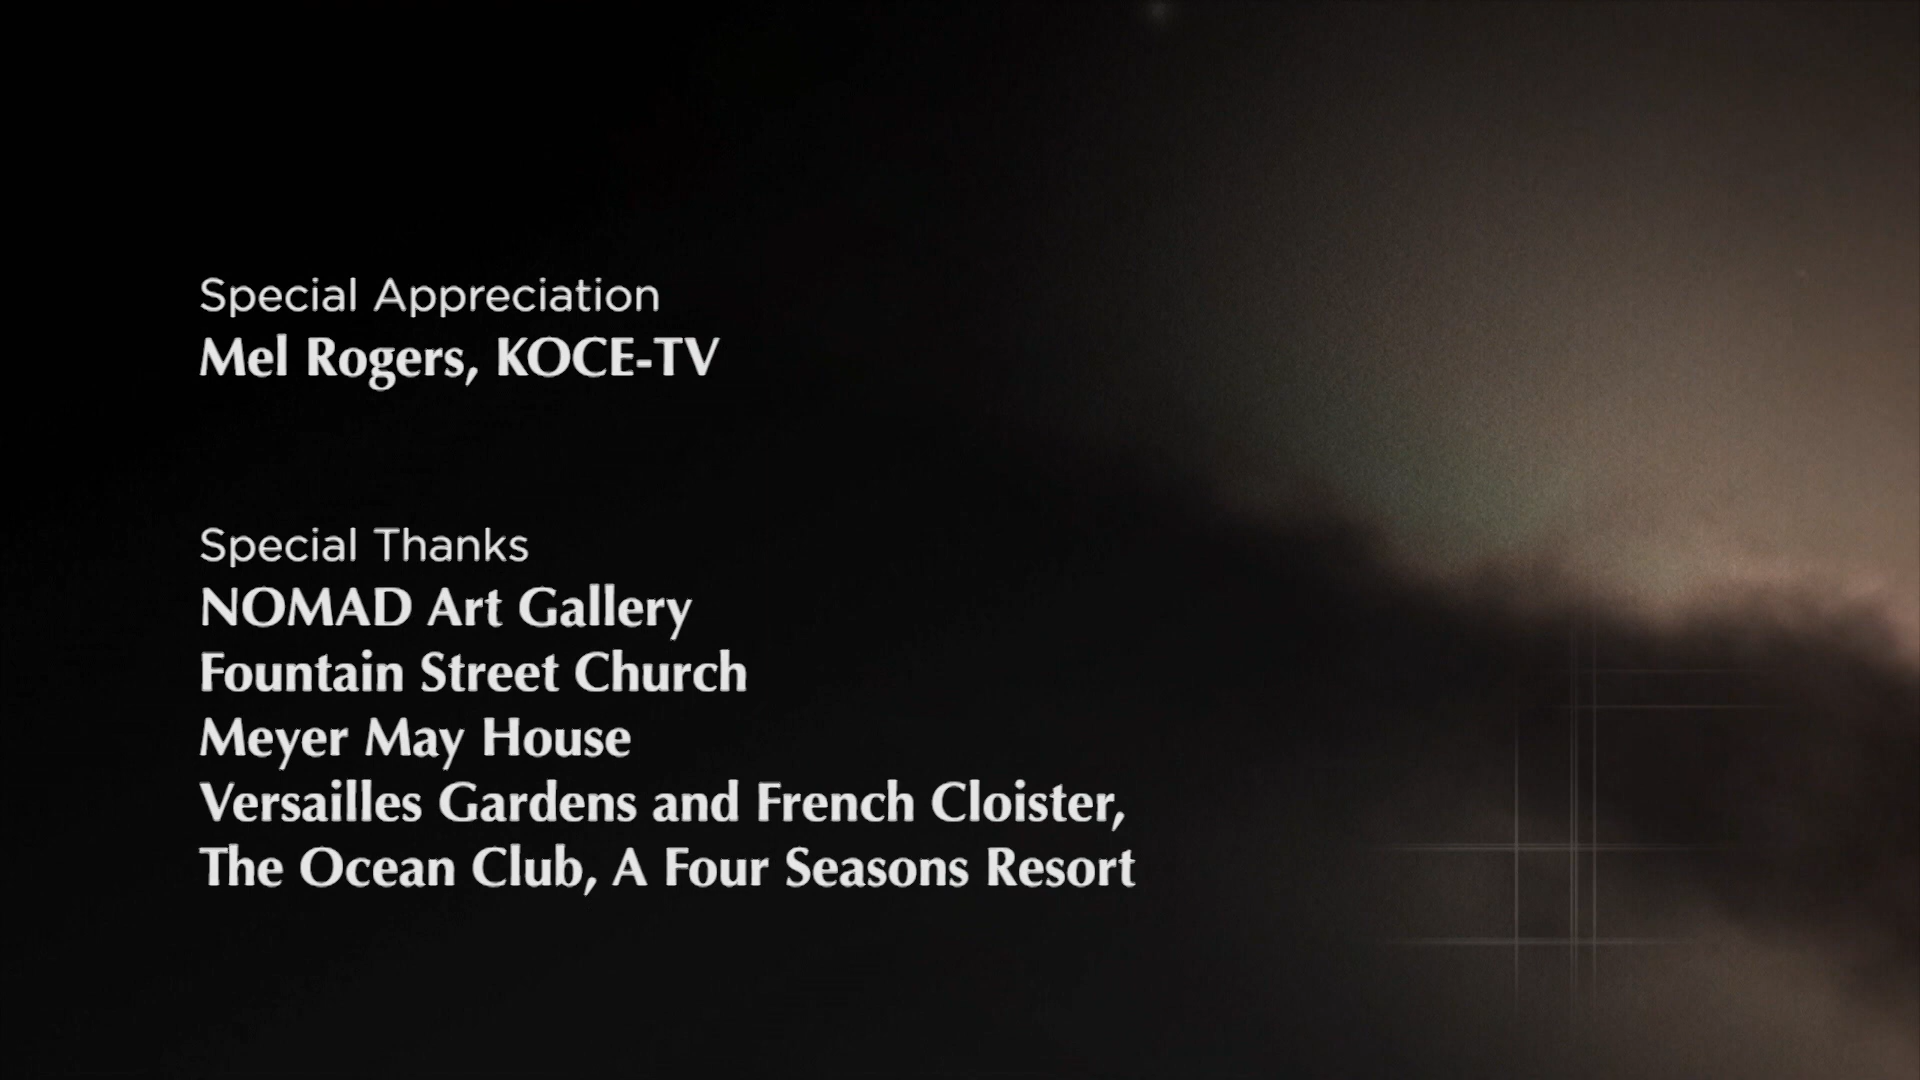 Special Appreciation
Mel Rogers, KOCE-TV
Special Thanks
NOMAD Art Gallery
Fountain Street Church
Meyer May House
Versailles Gardens and French Cloister,
The Ocean Club, A Four Seasons Resort